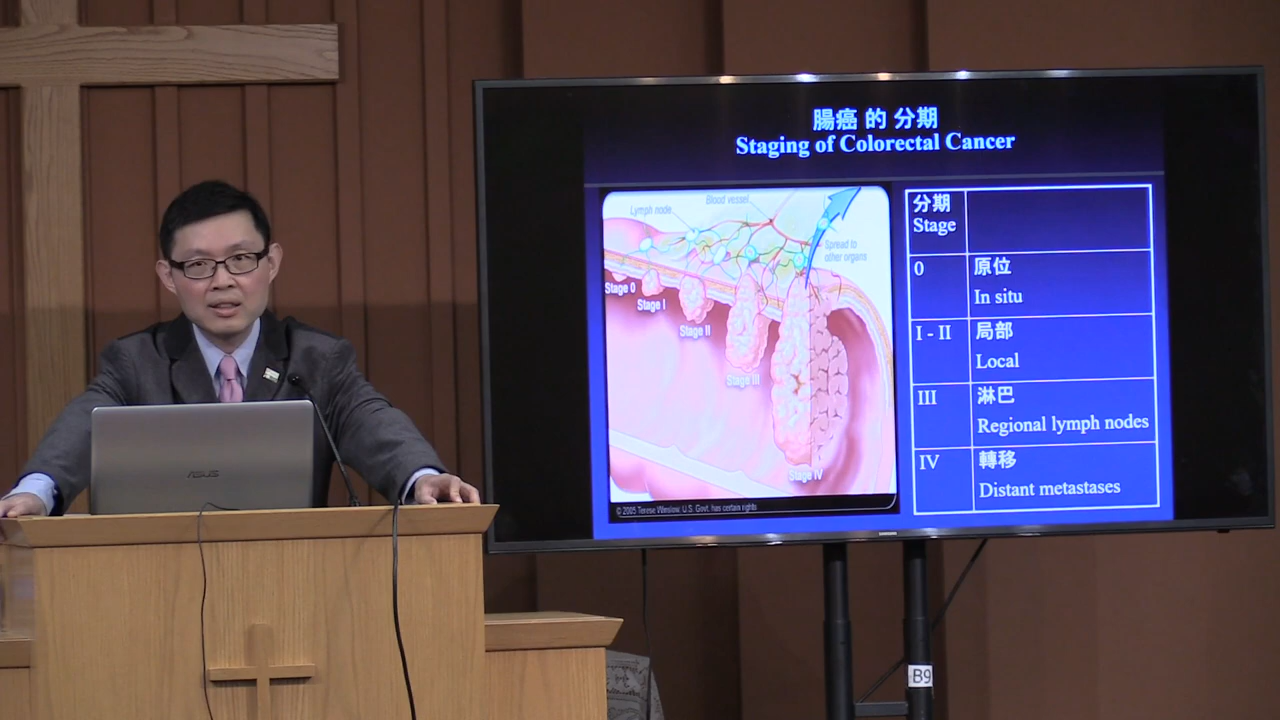 腸癌 的 分期
Staging of Colorectal Cancer
Lymph node
Blood vessel
Spread to
other organs
Stage 0
Stage I
Stage II
Stage III
Stage IV
© 2005 Terese Winslow, U.S. Govt. has certain rights
分期
Stage
0
原位
In situ
I - II
局部
Local
III
淋巴
Regional lymph nodes
IV
轉移
Distant metastases
ASUS
SAMSUNG
B9